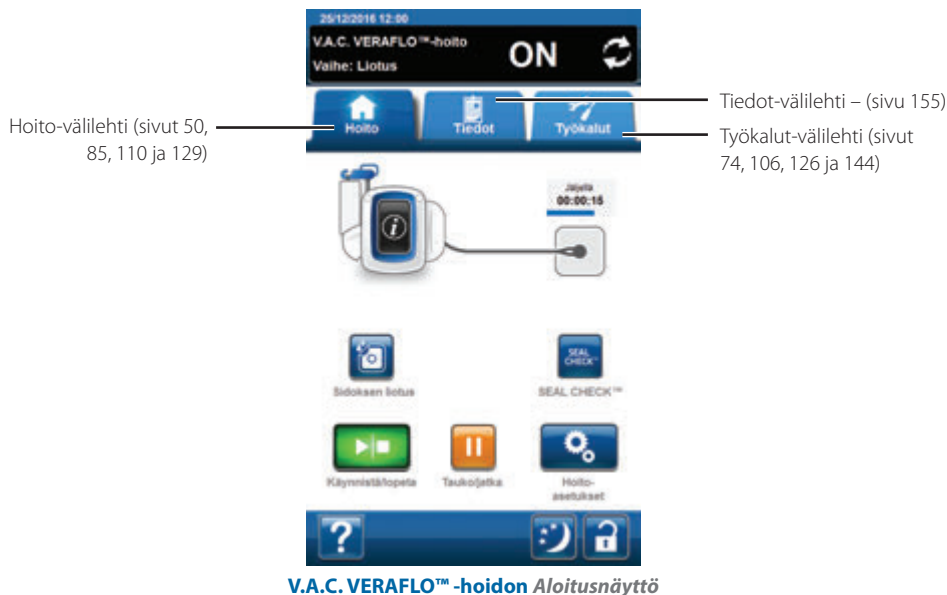 25/12/2016 12:00
V.A.C. VERAFLO™-hoito
Vaihe: Liotus
ON
Hoito
Tiedot
Työkalut
Hoito-välilehti (sivut 50,
85, 110 ja 129)
Tiedot-välilehti – (sivu 155)
Työkalut-välilehti (sivut
74, 106, 126 ja 144)
Jäljellä
00:00:15
i
SEAL
CHECK™
Sidoksen liotus
SEAL CHECK™
Käynnistä/lopeta
Tauko/jatka
Hoito-
asetukset
?
V.A.C. VERAFLO™ -hoidon Aloitusnäyttö